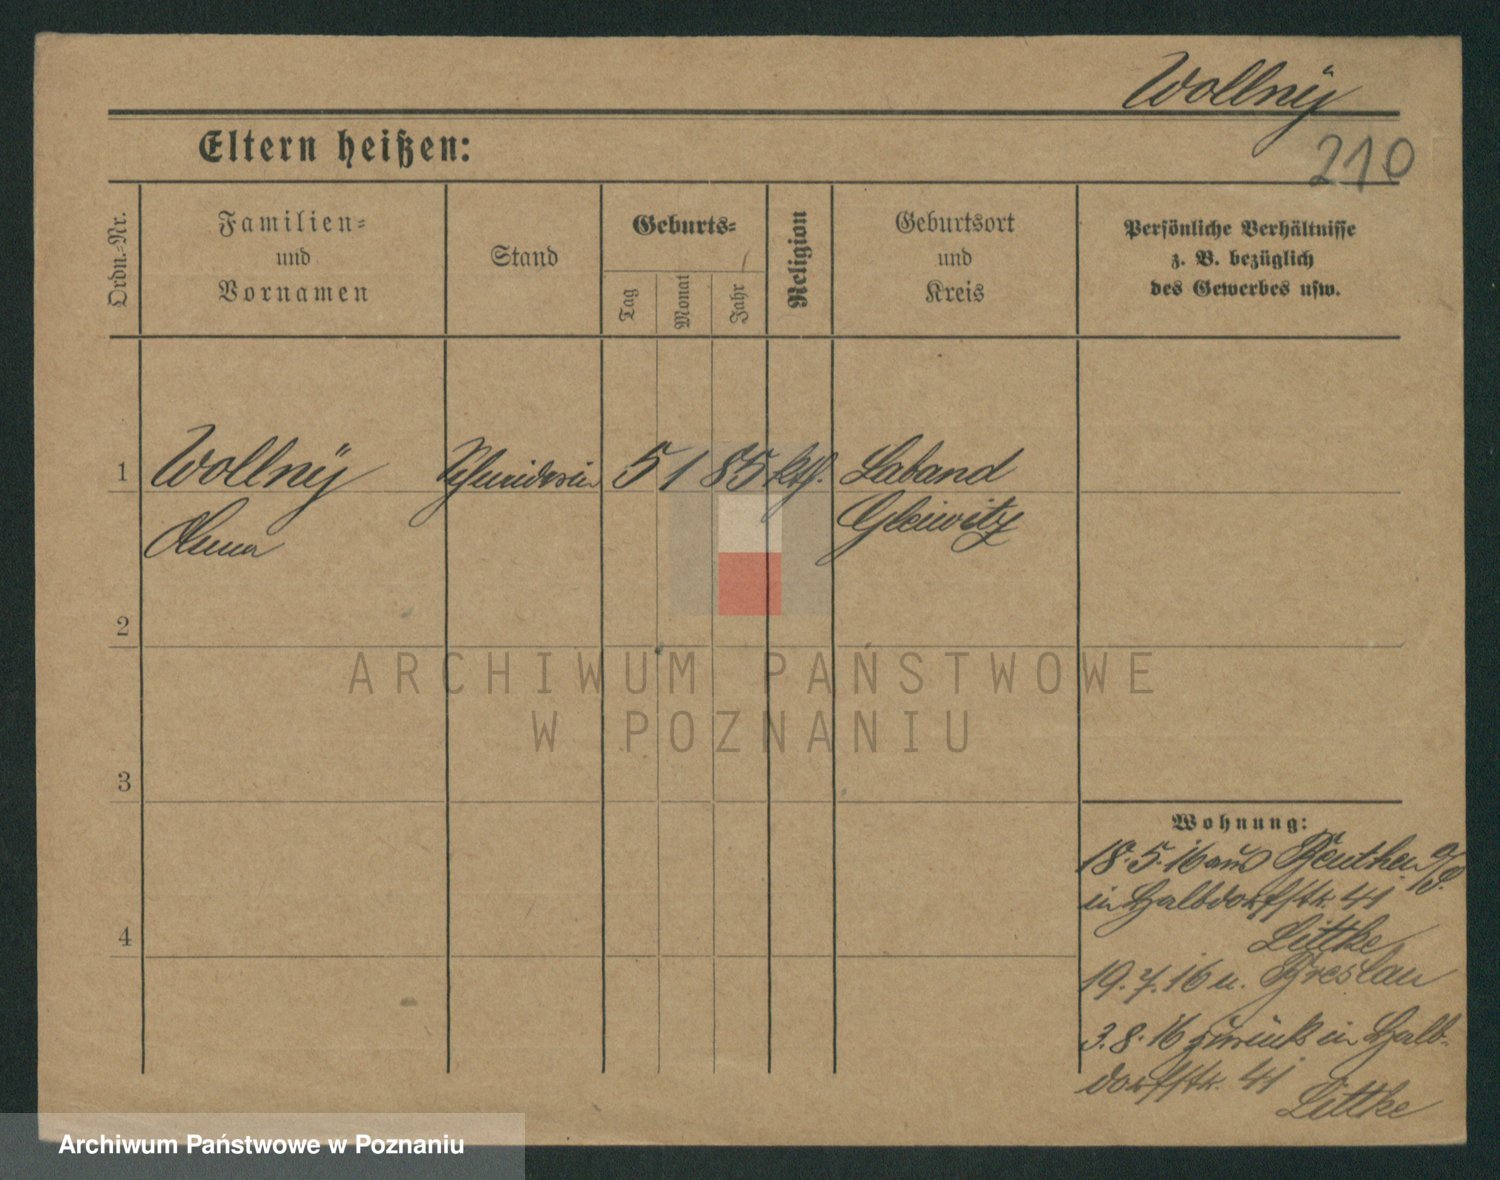 Wollny
210
Eltern heißen:
Ordn.-Nr.
Familien-
und
Vornamen
Stand
Geburts-
Tag
Monat
Jahr
Religion
Geburtsort
und
Kreis
Persönliche Verhältnisse
z. B. bezüglich
des Gewerbes usw.
1 Wollny Schneiderin 5 1 85 kth. Laband
Anna Gleiwitz
2
3
4
Wohnung:
18.5.16 aus Beuthen O/S.
in Halbdorfstr. 41
Littke
19.7.16 n. Breslau
3.8.16 zurück in Halb-
dorfstr. 41
Littke
ARCHIWUM PAŃSTWOWE
W POZNANIU
Archiwum Państwowe w Poznaniu